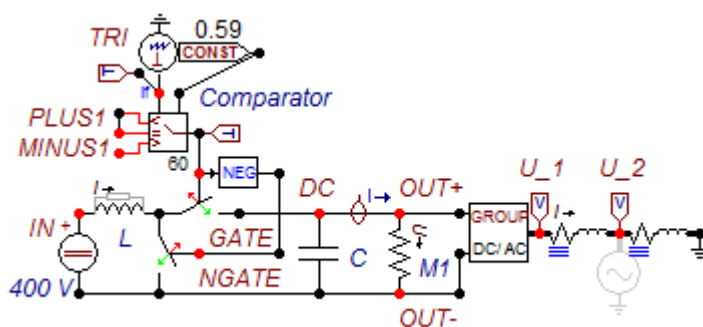 0.59
TRI
CONST
T
If
Comparator
PLUS1
MINUS1
60
T
NEG
I
DC
I
OUT+
U_1
U_2
V
V
IN +
L
GATE
GROUP
I
NGATE
C
I
M1
DC/ AC
400 V
OUT-